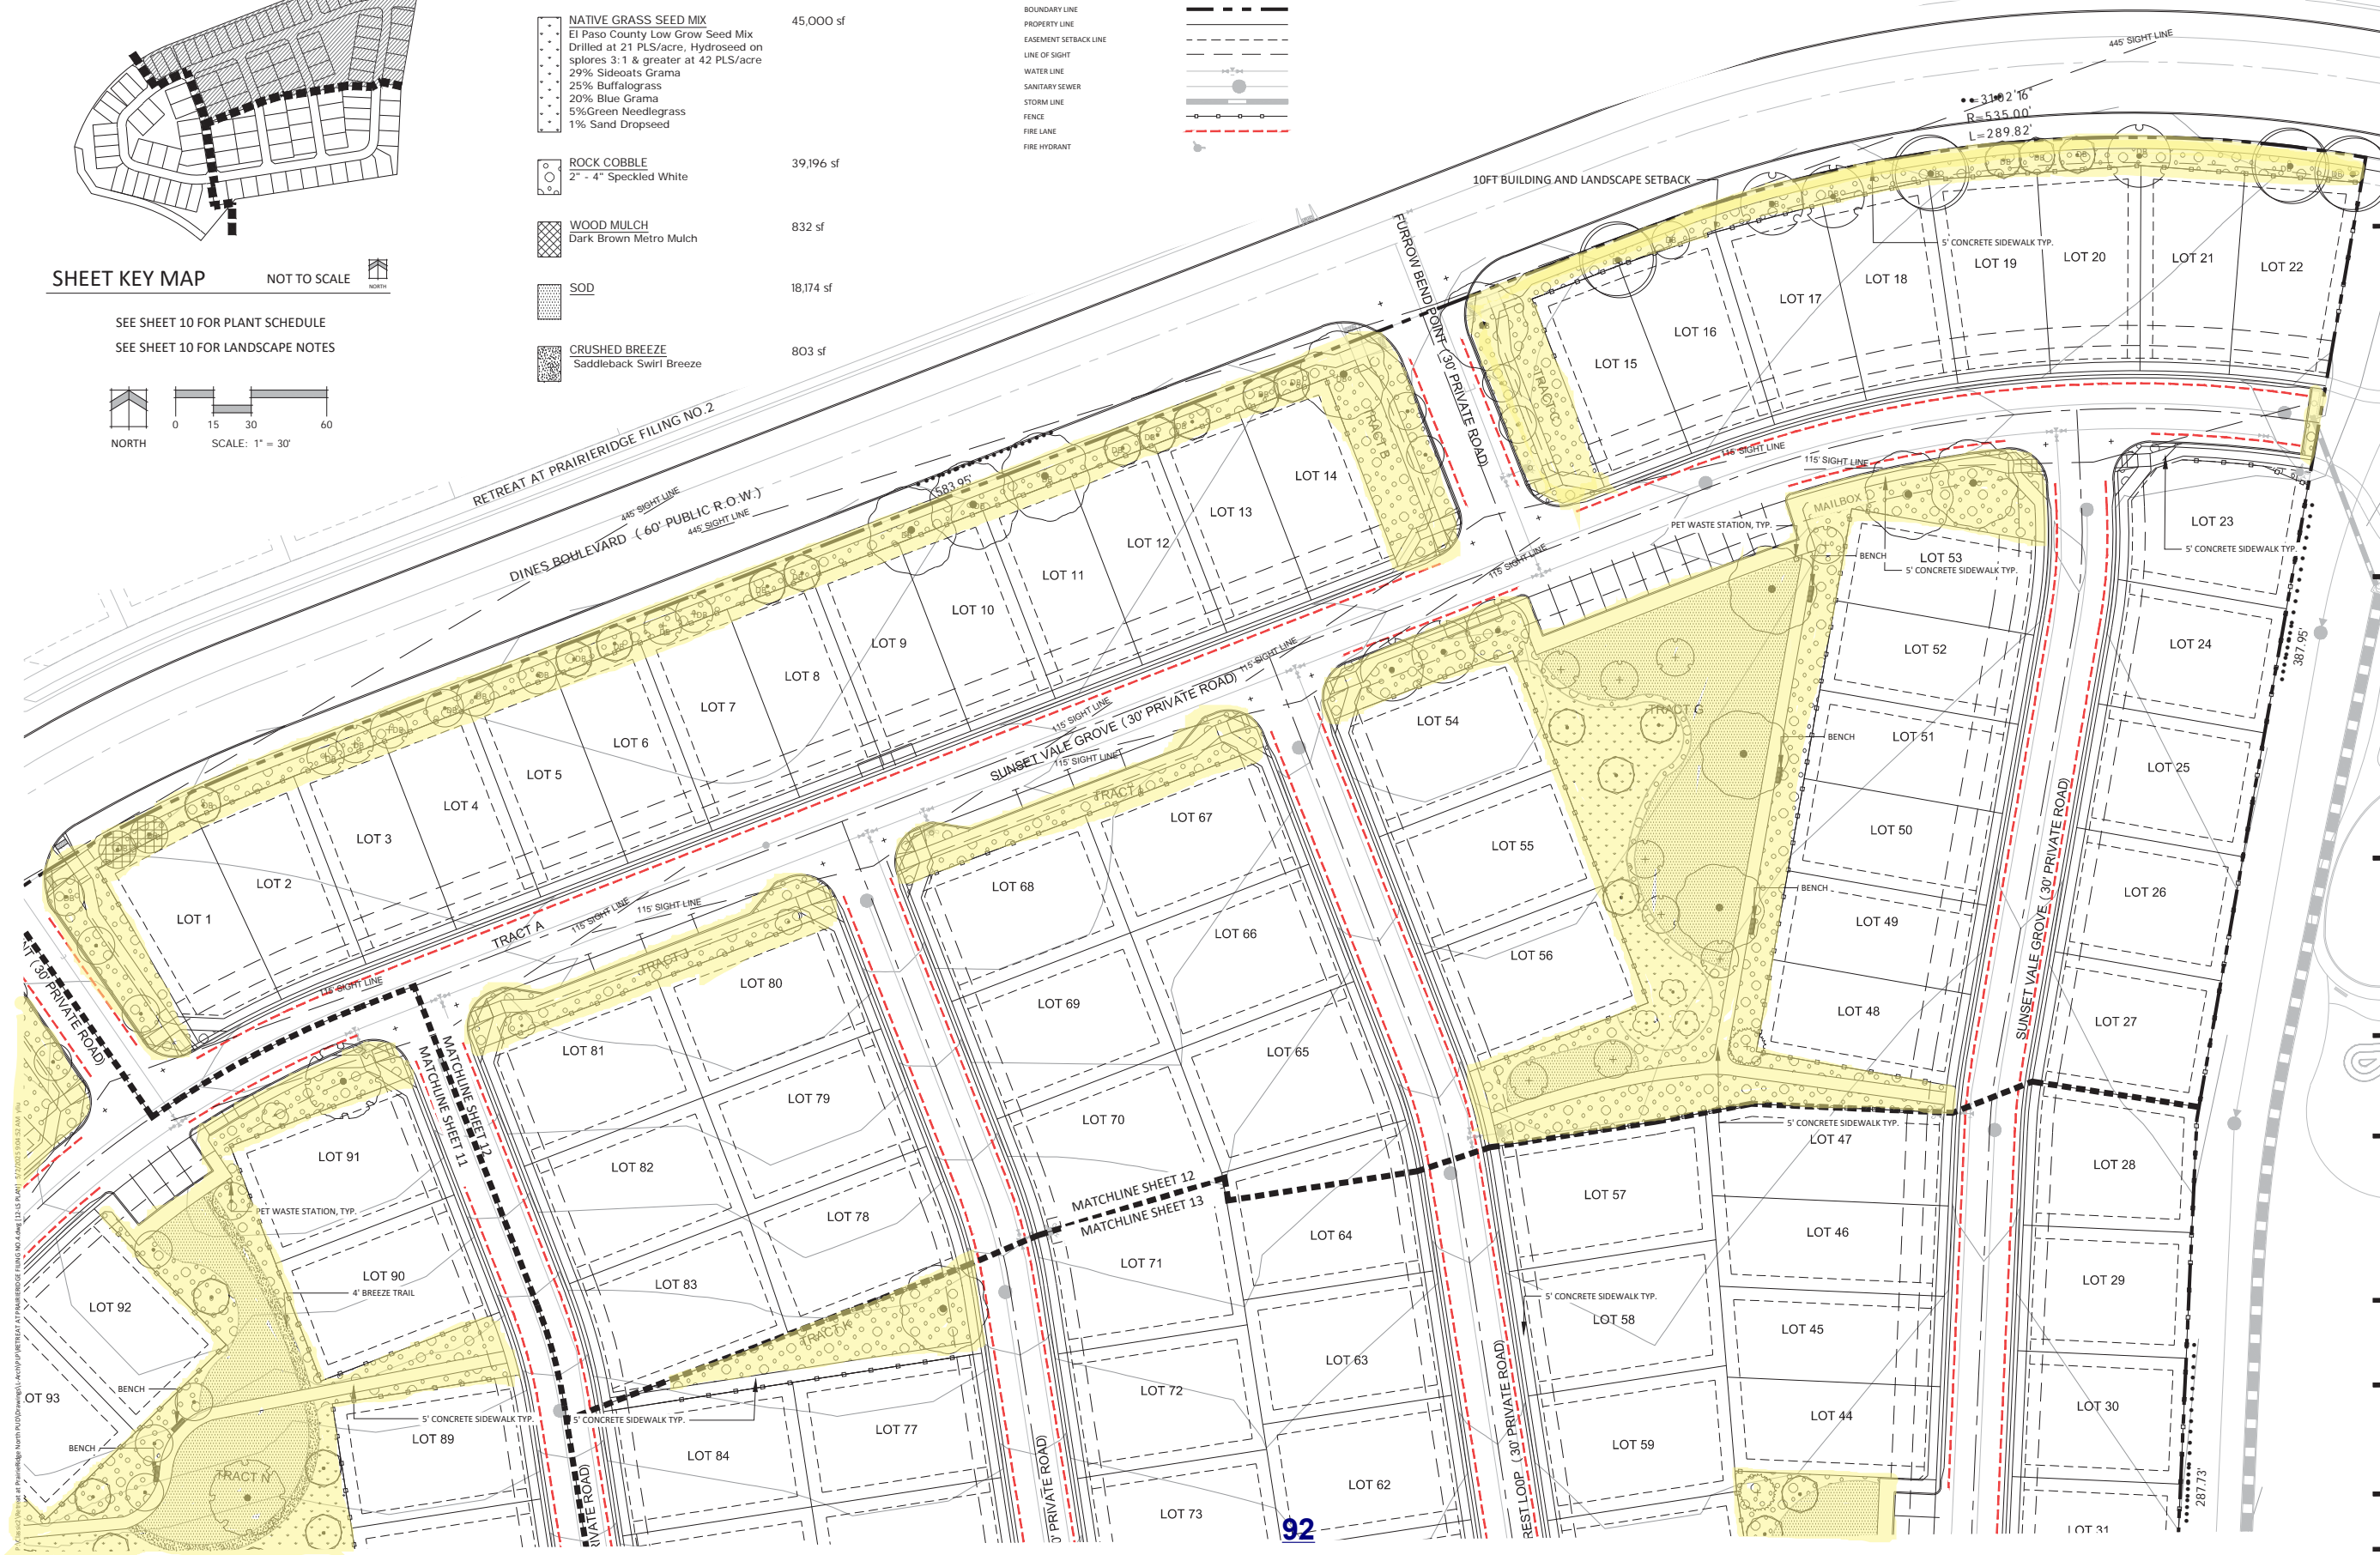 NATIVE GRASS SEED MIX 45,000 sf
El Paso County Low Grow Seed Mix
Drilled at 21 PLS/acre, Hydroseed on
splores 3:1 & greater at 42 PLS/acre
29% Sideoats Grama
25% Buffalograss
20% Blue Grama
5%Green Needlegrass
1% Sand Dropseed
ROCK COBBLE 39,196 sf
2" - 4" Speckled White
WOOD MULCH 832 sf
Dark Brown Metro Mulch
SOD 18,174 sf
CRUSHED BREEZE 803 sf
Saddleback Swirl Breeze
BOUNDARY LINE
PROPERTY LINE
EASEMENT SETBACK LINE
LINE OF SIGHT
WATER LINE
SANITARY SEWER
STORM LINE
FENCE
FIRE LANE
FIRE HYDRANT
SHEET KEY MAP NOT TO SCALE
NORTH
SEE SHEET 10 FOR PLANT SCHEDULE
SEE SHEET 10 FOR LANDSCAPE NOTES
NORTH
0 15 30 60
SCALE: 1" = 30'
445' SIGHT LINE
R=535.00'
L=289.82'
10FT BUILDING AND LANDSCAPE SETBACK
5' CONCRETE SIDEWALK TYP.
RETREAT AT PRAIRIERIDGE FILING NO.2
DINES BOULEVARD ( 60' PUBLIC R.O.W.)
445' SIGHT LINE
445' SIGHT LINE
583.95'
FURROW BEND POINT (30' PRIVATE ROAD)
TRACT B
TRACT C
LOT 15
LOT 16
LOT 17
LOT 18
LOT 19
LOT 20
LOT 21
LOT 22
115' SIGHT LINE
115' SIGHT LINE
MAILBOX
PET WASTE STATION, TYP.
BENCH
LOT 53
5' CONCRETE SIDEWALK TYP.
LOT 23
5' CONCRETE SIDEWALK TYP.
LOT 14
LOT 13
LOT 12
LOT 11
LOT 10
LOT 9
LOT 8
LOT 7
LOT 6
LOT 5
LOT 4
LOT 3
LOT 2
LOT 1
115' SIGHT LINE
115' SIGHT LINE
115' SIGHT LINE
SUNSET VALE GROVE (30' PRIVATE ROAD)
115' SIGHT LINE
TRACT A
115' SIGHT LINE
115' SIGHT LINE
115' SIGHT LINE
LOT 52
LOT 24
387.95'
TRACT G
LOT 54
BENCH
LOT 51
LOT 25
LOT 55
LOT 50
BENCH
LOT 26
LOT 49
LOT 56
SUNSET VALE GROVE (30' PRIVATE ROAD)
LOT 48
LOT 27
LOT 67
LOT 68
LOT 66
LOT 69
LOT 65
LOT 70
TRACT J
LOT 80
LOT 81
LOT 79
LOT 82
LOT 78
LOT 83
(30' PRIVATE ROAD)
MATCHLINE SHEET 12
MATCHLINE SHEET 11
LOT 91
PET WASTE STATION, TYP.
LOT 90
4' BREEZE TRAIL
LOT 92
BENCH
OT 93
BENCH
5' CONCRETE SIDEWALK TYP.
LOT 89
TRACT N
MATCHLINE SHEET 12
MATCHLINE SHEET 13
5' CONCRETE SIDEWALK TYP.
LOT 47
LOT 28
LOT 57
LOT 64
LOT 71
LOT 46
LOT 29
5' CONCRETE SIDEWALK TYP.
LOT 58
LOT 45
TRACT K
LOT 63
LOT 72
5' CONCRETE SIDEWALK TYP.
LOT 77
LOT 84
LOT 44
LOT 30
LOT 59
LOT 62
LOT 73
REST LOOP (30' PRIVATE ROAD)
287.73'
LOT 31
92